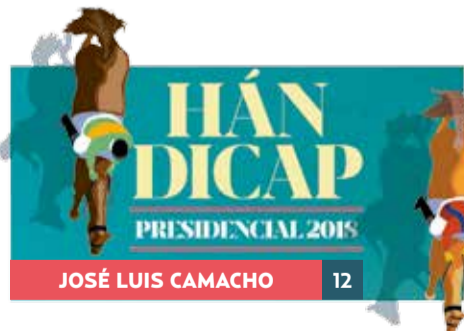 HÁN
DICAP
PRESIDENCIAL 2018
JOSÉ LUIS CAMACHO 12